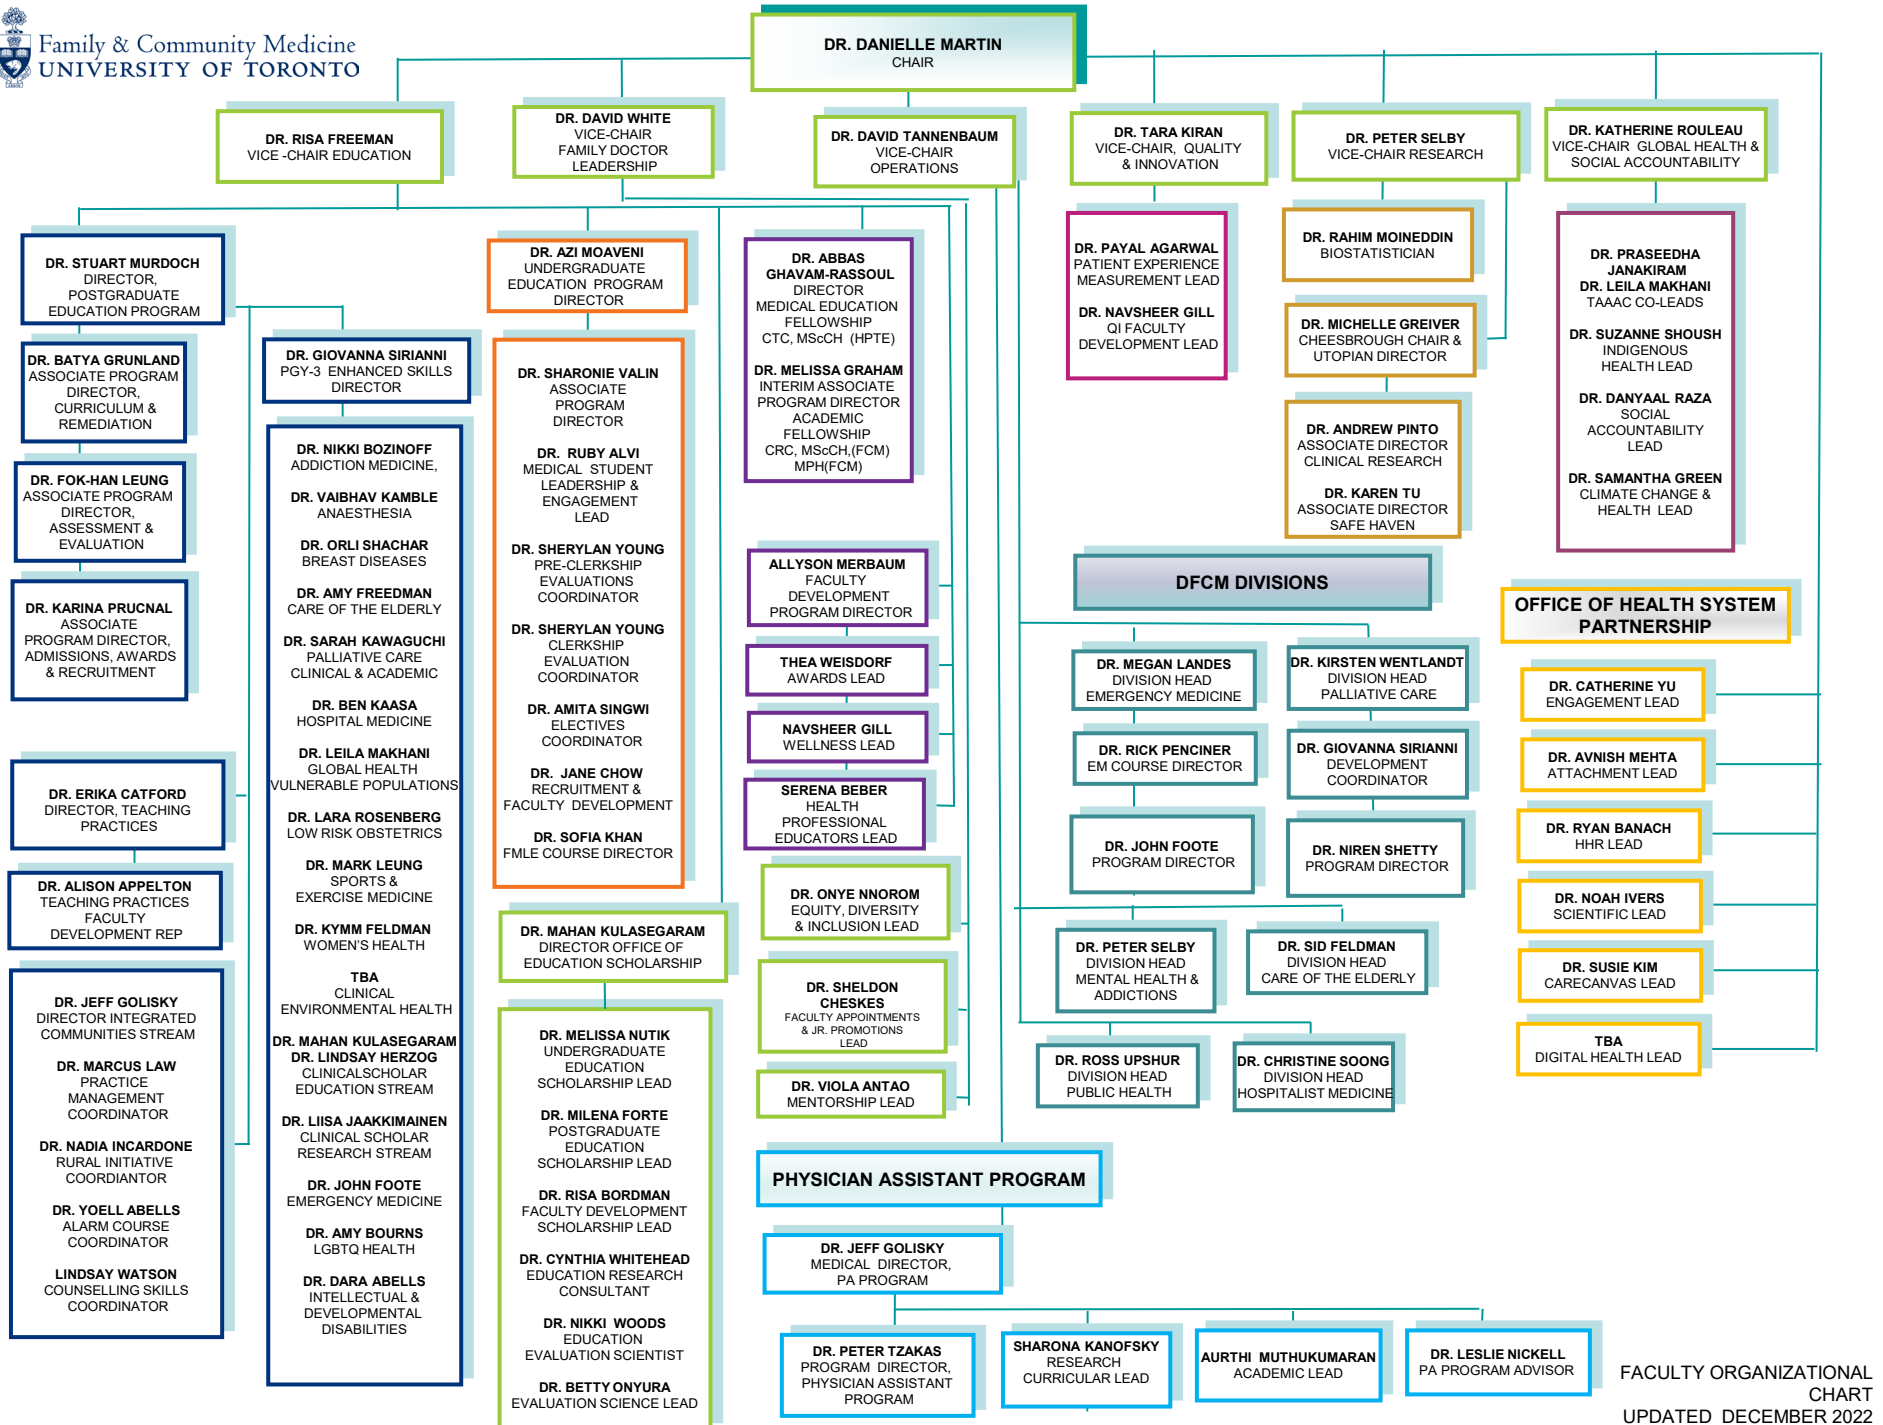 Family & Community Medicine
UNIVERSITY OF TORONTO
DR. DANIELLE MARTIN
CHAIR
DR. RISA FREEMAN
VICE -CHAIR EDUCATION
DR. DAVID WHITE
VICE-CHAIR
FAMILY DOCTOR
LEADERSHIP
DR. DAVID TANNENBAUM
VICE-CHAIR
OPERATIONS
DR. TARA KIRAN
VICE-CHAIR, QUALITY
& INNOVATION
DR. PETER SELBY
VICE-CHAIR RESEARCH
DR. KATHERINE ROULEAU
VICE-CHAIR GLOBAL HEALTH &
SOCIAL ACCOUNTABILITY
DR. STUART MURDOCH
DIRECTOR,
POSTGRADUATE
EDUCATION PROGRAM
DR. BATYA GRUNLAND
ASSOCIATE PROGRAM
DIRECTOR,
CURRICULUM &
REMEDIATION
DR. FOK-HAN LEUNG
ASSOCIATE PROGRAM
DIRECTOR,
ASSESSMENT &
EVALUATION
DR. KARINA PRUCNAL
ASSOCIATE
PROGRAM DIRECTOR,
ADMISSIONS, AWARDS
& RECRUITMENT
DR. ERIKA CATFORD
DIRECTOR, TEACHING
PRACTICES
DR. ALISON APPELTON
TEACHING PRACTICES
FACULTY
DEVELOPMENT REP
DR. JEFF GOLISKY
DIRECTOR INTEGRATED
COMMUNITIES STREAM
DR. MARCUS LAW
PRACTICE
MANAGEMENT
COORDINATOR
DR. NADIA INCARDONE
RURAL INITIATIVE
COORDIANTOR
DR. YOELL ABELLS
ALARM COURSE
COORDINATOR
LINDSAY WATSON
COUNSELLING SKILLS
COORDINATOR
DR. GIOVANNA SIRIANNI
PGY-3 ENHANCED SKILLS
DIRECTOR
DR. NIKKI BOZINOFF
ADDICTION MEDICINE,
DR. VAIBHAV KAMBLE
ANAESTHESIA
DR. ORLI SHACHAR
BREAST DISEASES
DR. AMY FREEDMAN
CARE OF THE ELDERLY
DR. SARAH KAWAGUCHI
PALLIATIVE CARE
CLINICAL & ACADEMIC
DR. BEN KAASA
HOSPITAL MEDICINE
DR. LEILA MAKHANI
GLOBAL HEALTH
VULNERABLE POPULATIONS
DR. LARA ROSENBERG
LOW RISK OBSTETRICS
DR. MARK LEUNG
SPORTS &
EXERCISE MEDICINE
DR. KYMM FELDMAN
WOMEN'S HEALTH
TBA
CLINICAL
ENVIRONMENTAL HEALTH
DR. MAHAN KULASEGARAM
DR. LINDSAY HERZOG
CLINICALSCHOLAR
EDUCATION STREAM
DR. LIISA JAAKKIMAINEN
CLINICAL SCHOLAR
RESEARCH STREAM
DR. JOHN FOOTE
EMERGENCY MEDICINE
DR. AMY BOURNS
LGBTQ HEALTH
DR. DARA ABELLS
INTELLECTUAL &
DEVELOPMENTAL
DISABILITIES
DR. AZI MOAVENI
UNDERGRADUATE
EDUCATION PROGRAM
DIRECTOR
DR. SHARONIE VALIN
ASSOCIATE
PROGRAM
DIRECTOR
DR. RUBY ALVI
MEDICAL STUDENT
LEADERSHIP &
ENGAGEMENT
LEAD
DR. SHERYLAN YOUNG
PRE-CLERKSHIP
EVALUATIONS
COORDINATOR
DR. SHERYLAN YOUNG
CLERKSHIP
EVALUATION
COORDINATOR
DR. AMITA SINGWI
ELECTIVES
COORDINATOR
DR. JANE CHOW
RECRUITMENT &
FACULTY DEVELOPMENT
DR. SOFIA KHAN
FMLE COURSE DIRECTOR
DR. MAHAN KULASEGARAM
DIRECTOR OFFICE OF
EDUCATION SCHOLARSHIP
DR. MELISSA NUTIK
UNDERGRADUATE
EDUCATION
SCHOLARSHIP LEAD
DR. MILENA FORTE
POSTGRADUATE
EDUCATION
SCHOLARSHIP LEAD
DR. RISA BORDMAN
FACULTY DEVELOPMENT
SCHOLARSHIP LEAD
DR. CYNTHIA WHITEHEAD
EDUCATION RESEARCH
CONSULTANT
DR. NIKKI WOODS
EDUCATION
EVALUATION SCIENTIST
DR. BETTY ONYURA
EVALUATION SCIENCE LEAD
DR. ABBAS
GHAVAM-RASSOUL
DIRECTOR
MEDICAL EDUCATION
FELLOWSHIP
CTC, MScCH (HPTE)
DR. MELISSA GRAHAM
INTERIM ASSOCIATE
PROGRAM DIRECTOR
ACADEMIC
FELLOWSHIP
CRC, MScCH,(FCM)
MPH(FCM)
ALLYSON MERBAUM
FACULTY
DEVELOPMENT
PROGRAM DIRECTOR
THEA WEISDORF
AWARDS LEAD
NAVSHEER GILL
WELLNESS LEAD
SERENA BEBER
HEALTH
PROFESSIONAL
EDUCATORS LEAD
DR. ONYE NNOROM
EQUITY, DIVERSITY
& INCLUSION LEAD
DR. SHELDON
CHESKES
FACULTY APPOINTMENTS
& JR. PROMOTIONS
LEAD
DR. VIOLA ANTAO
MENTORSHIP LEAD
DR. PAYAL AGARWAL
PATIENT EXPERIENCE
MEASUREMENT LEAD
DR. NAVSHEER GILL
QI FACULTY
DEVELOPMENT LEAD
DR. RAHIM MOINEDDIN
BIOSTATISTICIAN
DR. MICHELLE GREIVER
CHEESBROUGH CHAIR &
UTOPIAN DIRECTOR
DR. ANDREW PINTO
ASSOCIATE DIRECTOR
CLINICAL RESEARCH
DR. KAREN TU
ASSOCIATE DIRECTOR
SAFE HAVEN
DR. PRASEEDHA
JANAKIRAM
DR. LEILA MAKHANI
TAAAC CO-LEADS
DR. SUZANNE SHOUSH
INDIGENOUS
HEALTH LEAD
DR. DANYAAL RAZA
SOCIAL
ACCOUNTABILITY
LEAD
DR. SAMANTHA GREEN
CLIMATE CHANGE &
HEALTH LEAD
DFCM DIVISIONS
DR. MEGAN LANDES
DIVISION HEAD
EMERGENCY MEDICINE
DR. KIRSTEN WENTLANDT
DIVISION HEAD
PALLIATIVE CARE
DR. RICK PENCINER
EM COURSE DIRECTOR
DR. GIOVANNA SIRIANNI
DEVELOPMENT
COORDINATOR
DR. JOHN FOOTE
PROGRAM DIRECTOR
DR. NIREN SHETTY
PROGRAM DIRECTOR
DR. PETER SELBY
DIVISION HEAD
MENTAL HEALTH &
ADDICTIONS
DR. SID FELDMAN
DIVISION HEAD
CARE OF THE ELDERLY
DR. ROSS UPSHUR
DIVISION HEAD
PUBLIC HEALTH
DR. CHRISTINE SOONG
DIVISION HEAD
HOSPITALIST MEDICINE
OFFICE OF HEALTH SYSTEM
PARTNERSHIP
DR. CATHERINE YU
ENGAGEMENT LEAD
DR. AVNISH MEHTA
ATTACHMENT LEAD
DR. RYAN BANACH
HHR LEAD
DR. NOAH IVERS
SCIENTIFIC LEAD
DR. SUSIE KIM
CARECANVAS LEAD
TBA
DIGITAL HEALTH LEAD
PHYSICIAN ASSISTANT PROGRAM
DR. JEFF GOLISKY
MEDICAL DIRECTOR,
PA PROGRAM
DR. PETER TZAKAS
PROGRAM DIRECTOR,
PHYSICIAN ASSISTANT
PROGRAM
SHARONA KANOFSKY
RESEARCH
CURRICULAR LEAD
AURTHI MUTHUKUMARAN
ACADEMIC LEAD
DR. LESLIE NICKELL
PA PROGRAM ADVISOR
FACULTY ORGANIZATIONAL
CHART
UPDATED DECEMBER 2022